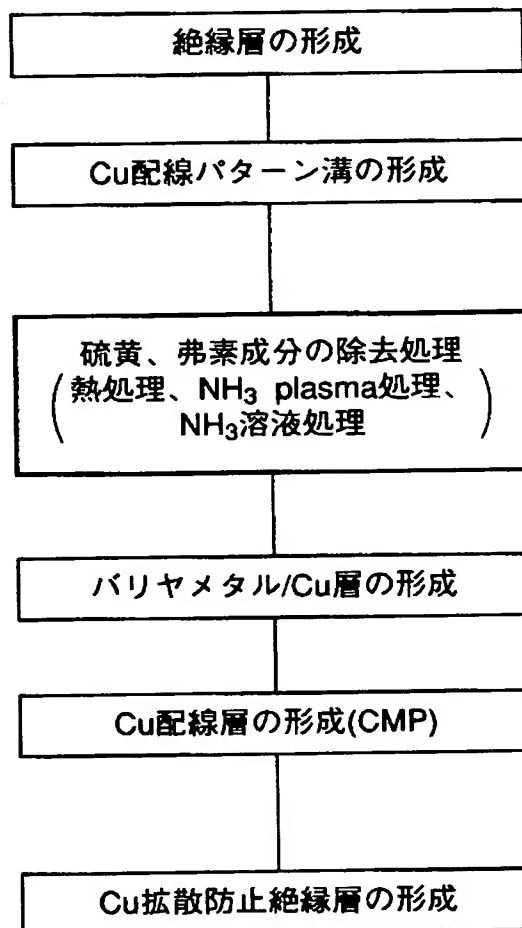 絶縁層の形成
Cu配線パターン溝の形成
硫黄、弗素成分の除去処理
(熱処理、NH₃ plasma処理、
NH₃溶液処理)
バリヤメタル/Cu層の形成
Cu配線層の形成(CMP)
Cu拡散防止絶縁層の形成